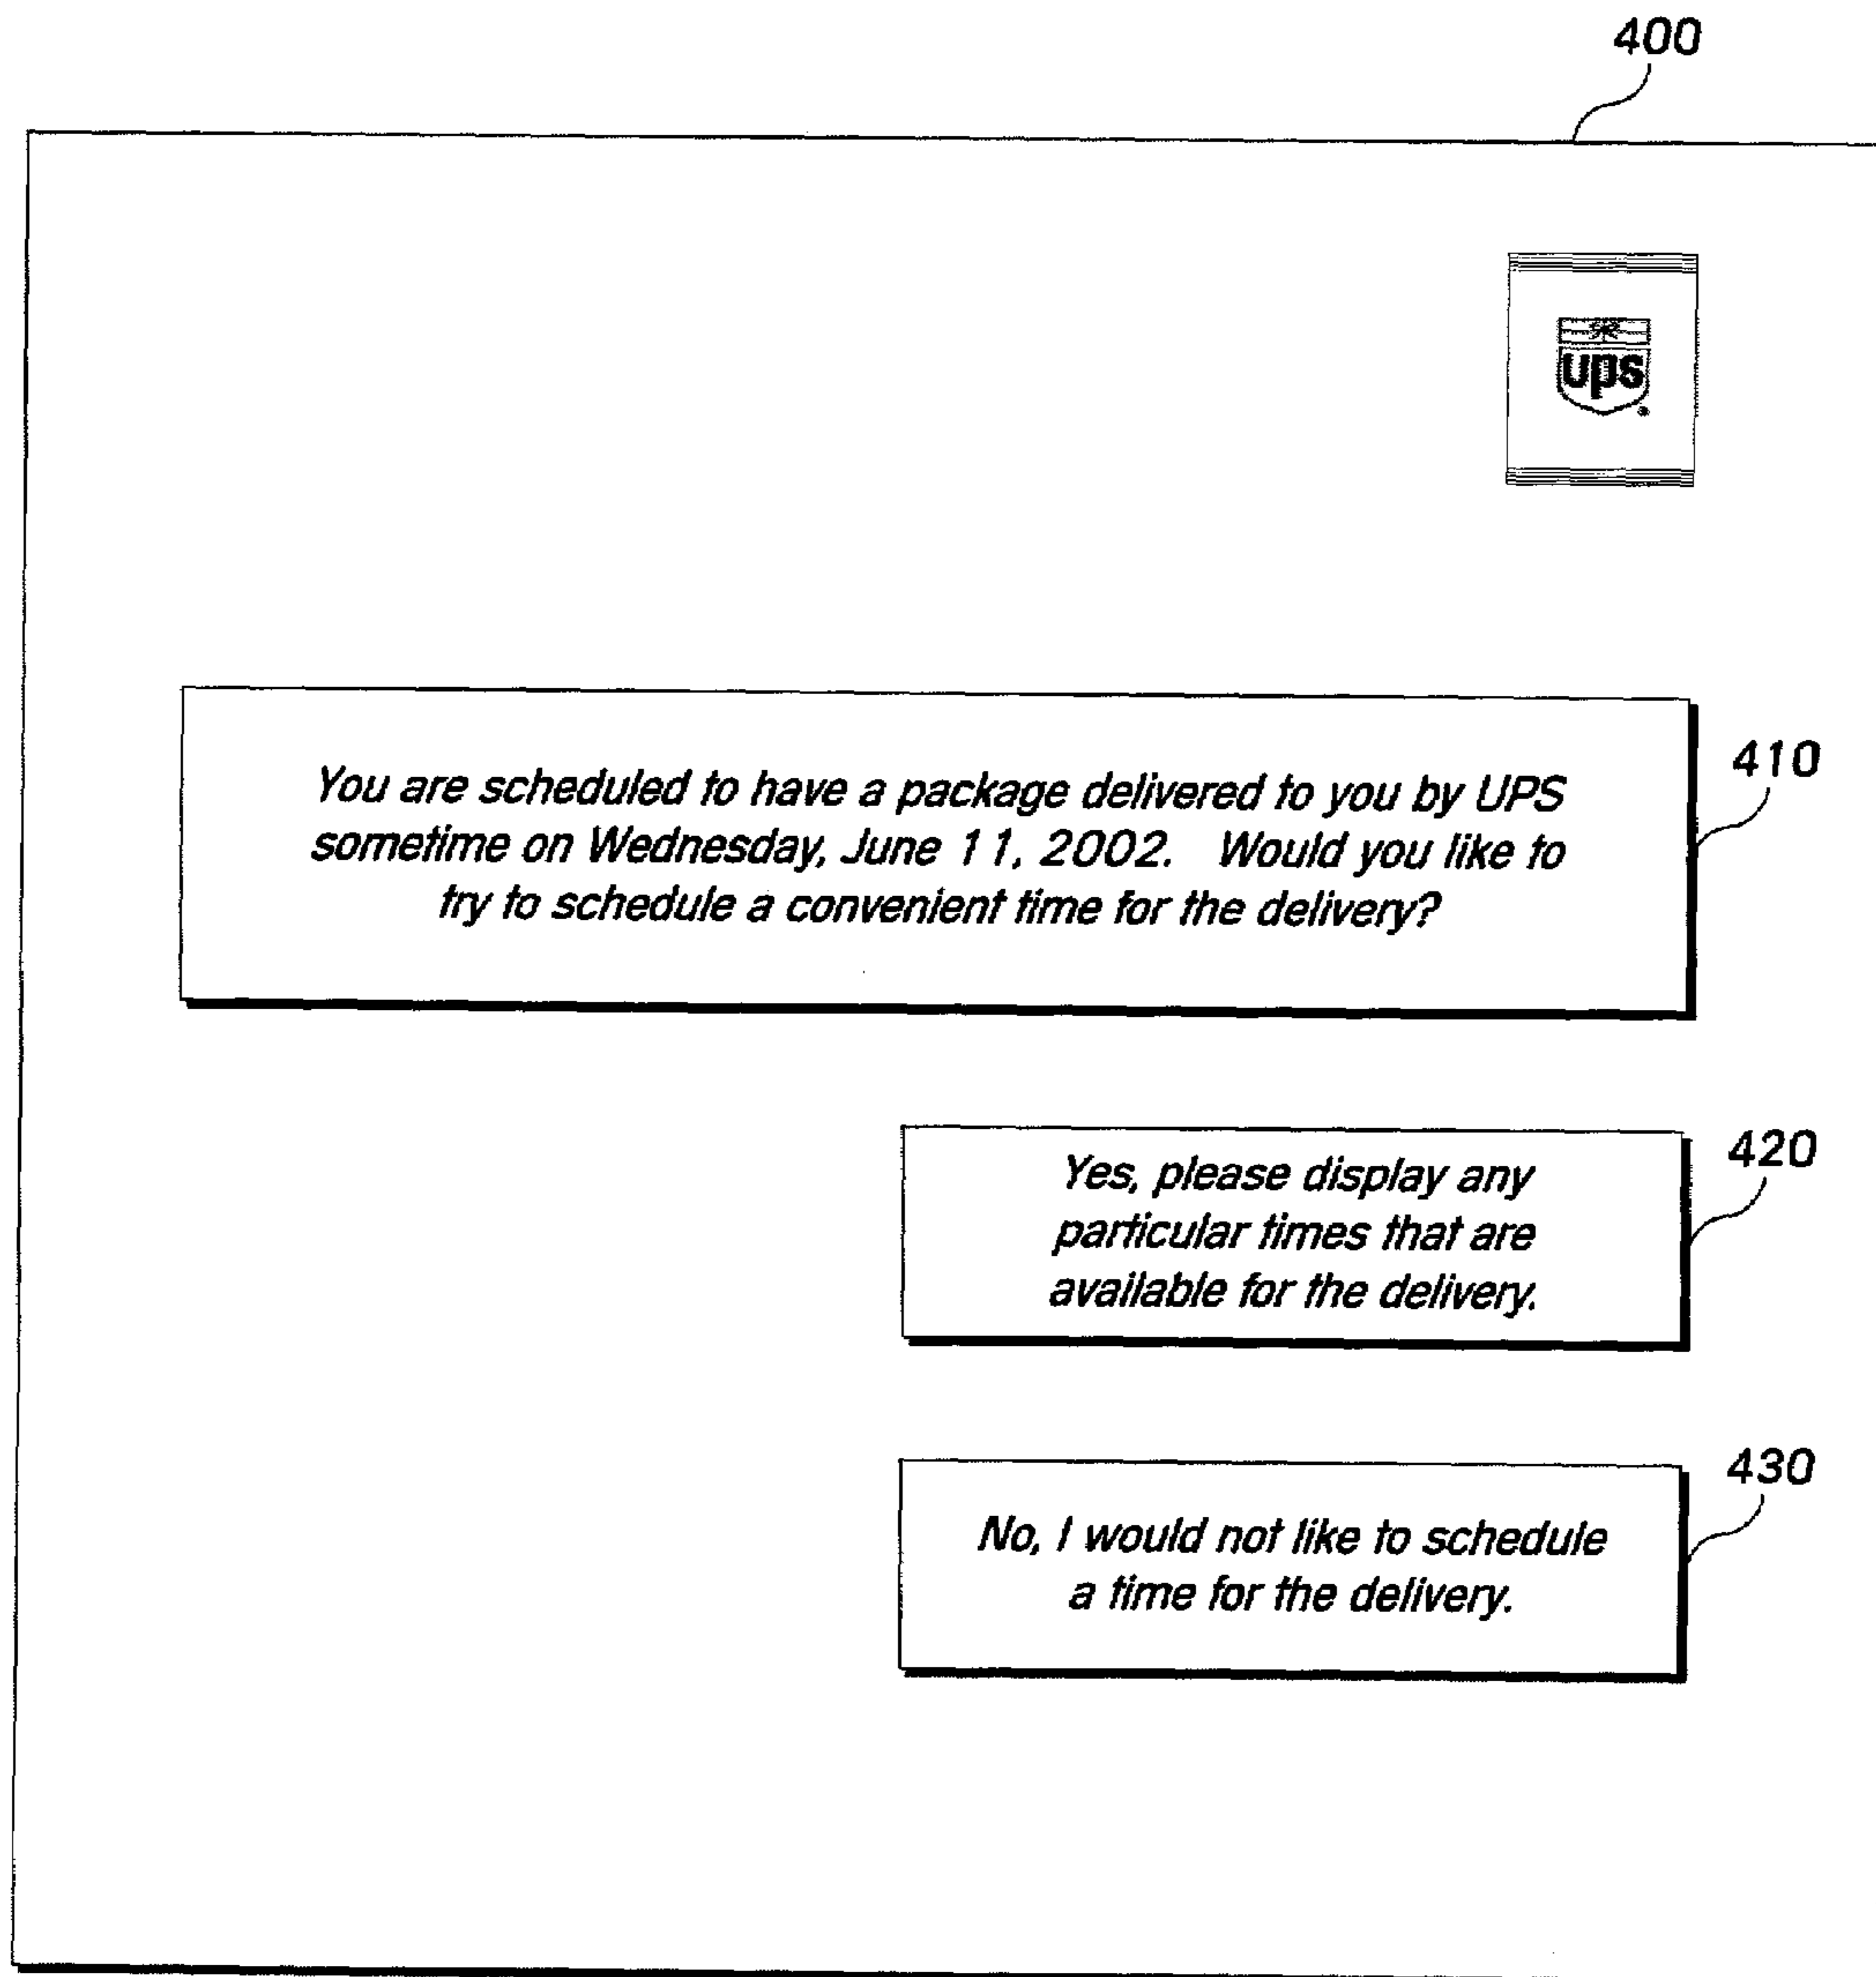 400
ups
You are scheduled to have a package delivered to you by UPS
sometime on Wednesday, June 11, 2002. Would you like to
try to schedule a convenient time for the delivery?
410
Yes, please display any
particular times that are
available for the delivery.
420
No, I would not like to schedule
a time for the delivery.
430